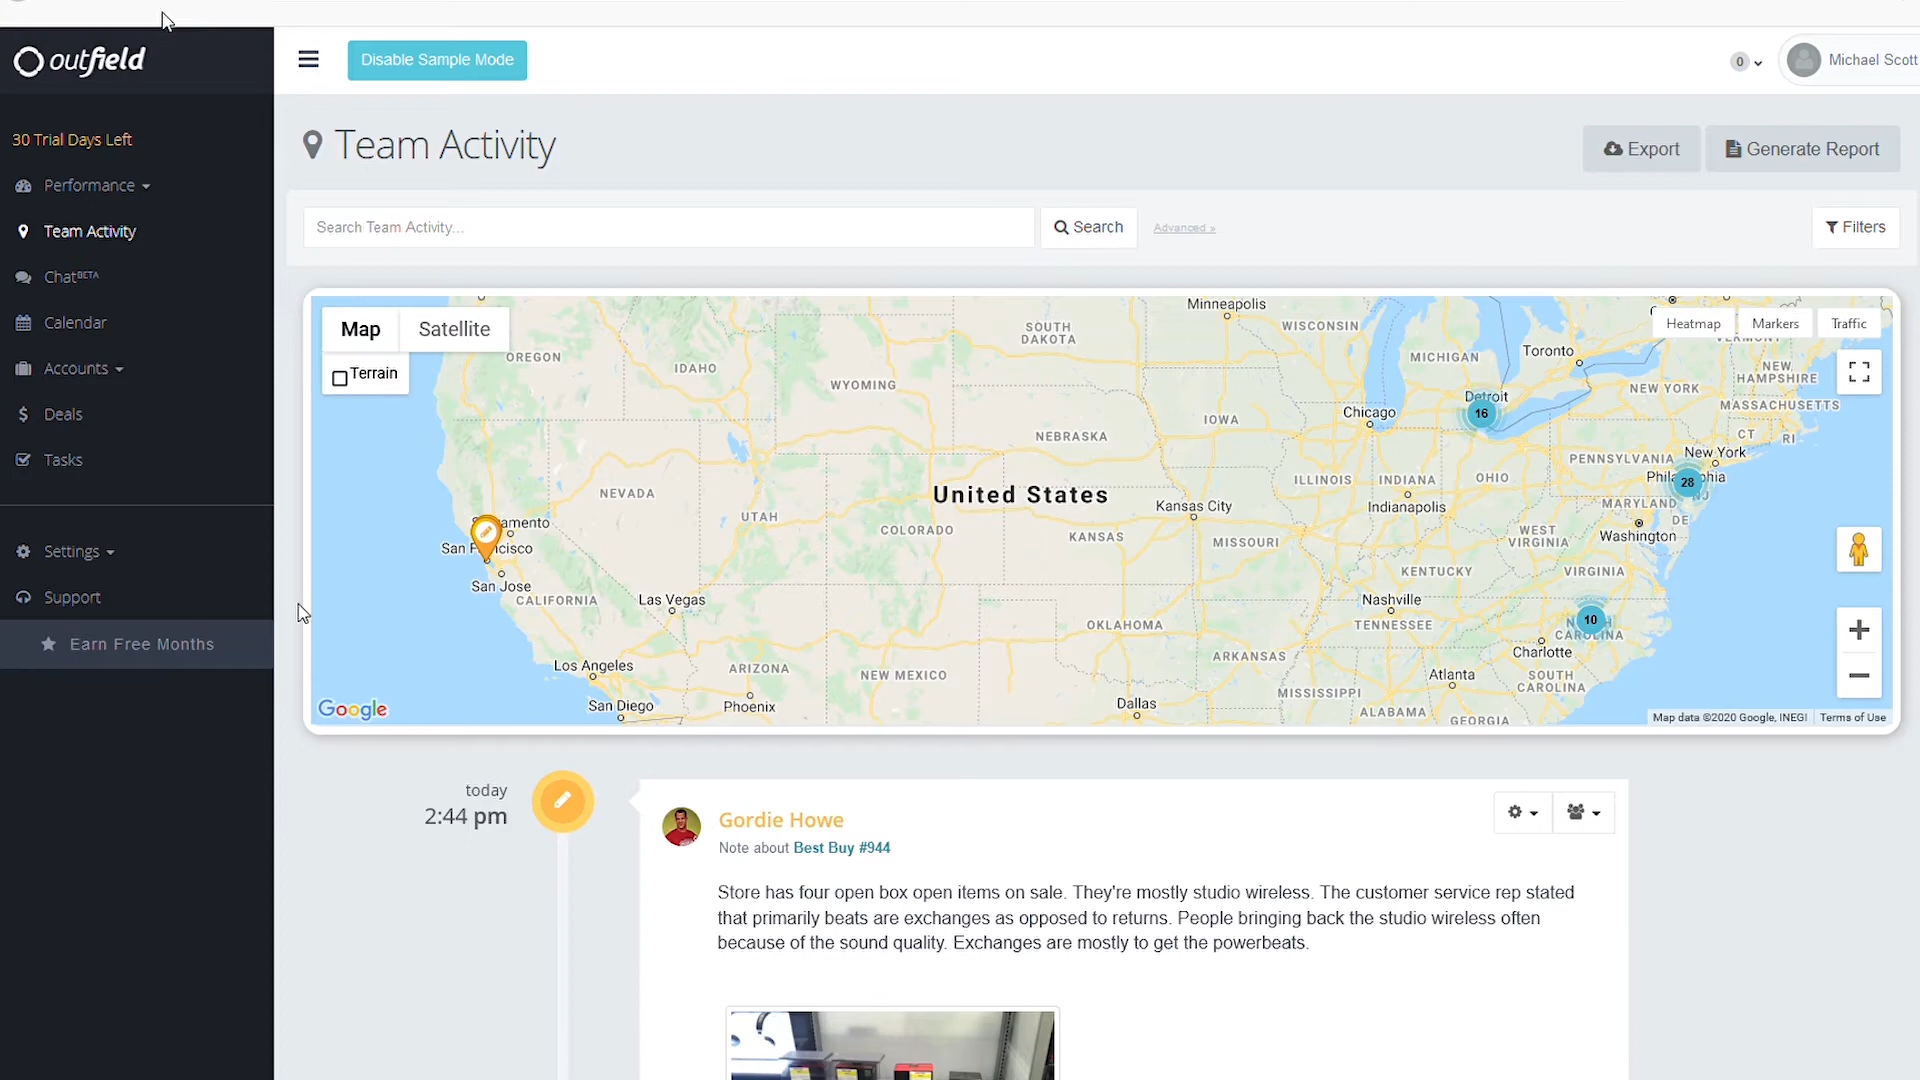 outfield
Disable Sample Mode
0
Michael Scott
30 Trial Days Left
Performance
Team Activity
Chat BETA
Calendar
Accounts
Deals
Tasks
Settings
Support
Earn Free Months
Team Activity
Export
Generate Report
Search Team Activity...
Search
Advanced »
Filters
Map
Satellite
Terrain
Heatmap
Markers
Traffic
Minneapolis
SOUTH
DAKOTA
WISCONSIN
OREGON
IDAHO
WYOMING
MICHIGAN
Toronto
NEW
HAMPSHIRE
NEW YORK
MASSACHUSETTS
Detroit
16
Chicago
IOWA
NEBRASKA
CT
RI
New York
PENNSYLVANIA
28
ILLINOIS
INDIANA
OHIO
NEVADA
United States
Kansas City
Indianapolis
MARYLAND
DE
NJ
UTAH
COLORADO
KANSAS
MISSOURI
WEST
VIRGINIA
Washington
San Jose
CALIFORNIA
Las Vegas
KENTUCKY
VIRGINIA
Nashville
TENNESSEE
OKLAHOMA
10
CAROLINA
Charlotte
Los Angeles
ARIZONA
NEW MEXICO
ARKANSAS
Atlanta
SOUTH
CAROLINA
San Diego
Phoenix
Dallas
MISSISSIPPI
ALABAMA
GEORGIA
Google
Map data ©2020 Google, INEGI
Terms of Use
today
2:44 pm
Gordie Howe
Note about Best Buy #944
Store has four open box open items on sale. They're mostly studio wireless. The customer service rep stated
that primarily beats are exchanges as opposed to returns. People bringing back the studio wireless often
because of the sound quality. Exchanges are mostly to get the powerbeats.